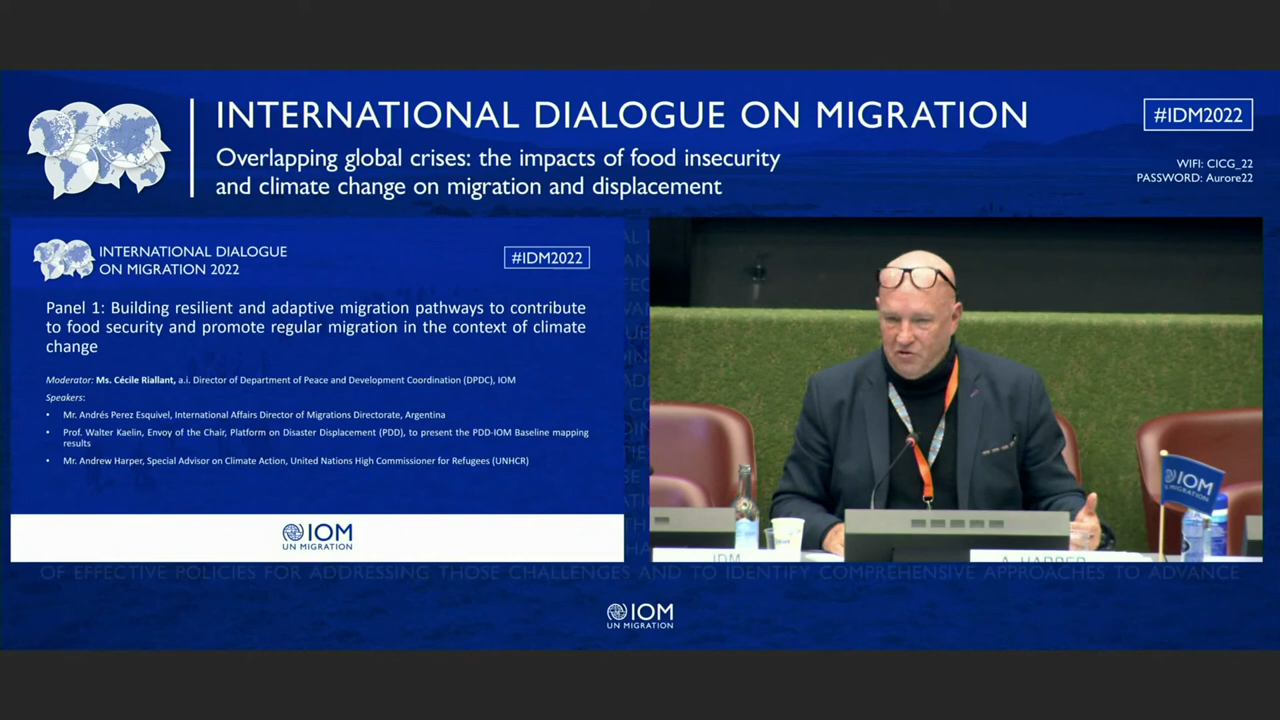 INTERNATIONAL DIALOGUE ON MIGRATION
Overlapping global crises: the impacts of food insecurity
and climate change on migration and displacement
#IDM2022
WIFI: CICG_22
PASSWORD: Aurore22
INTERNATIONAL DIALOGUE
ON MIGRATION 2022
#IDM2022
Panel 1: Building resilient and adaptive migration pathways to contribute
to food security and promote regular migration in the context of climate
change
Moderator: Ms. Cécile Riallant, a.i. Director of Department of Peace and Development Coordination (DPDC), IOM
Speakers:
• Mr. Andrés Perez Esquivel, International Affairs Director of Migrations Directorate, Argentina
• Prof. Walter Kaelin, Envoy of the Chair, Platform on Disaster Displacement (PDD), to present the PDD-IOM Baseline mapping
results
• Mr. Andrew Harper, Special Advisor on Climate Action, United Nations High Commissioner for Refugees (UNHCR)
IOM
UN MIGRATION
IOM
UN MIGRATION
IDM
A. HARPER
OF EFFECTIVE POLICIES FOR ADDRESSING THOSE CHALLENGES AND TO IDENTIFY COMPREHENSIVE APPROACHES TO ADVANCE
IOM
UN MIGRATION